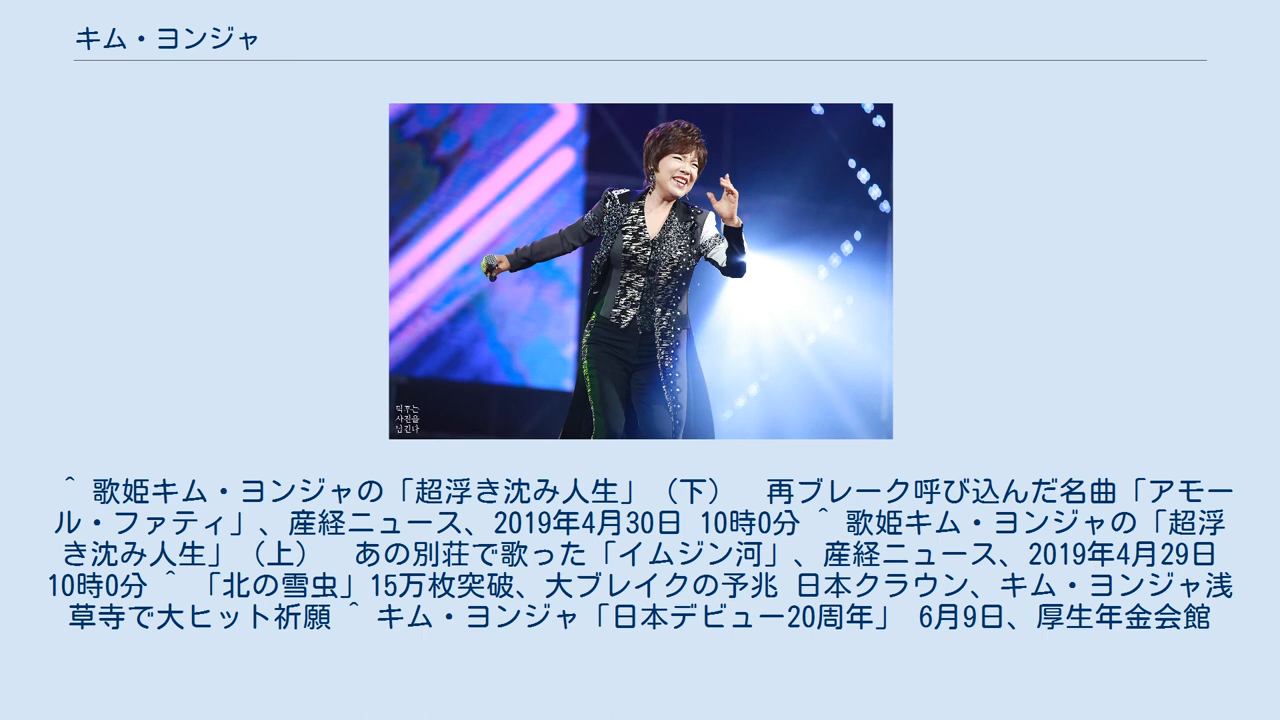 キム・ヨンジャ
덕후는
사진을
남긴다
＾ 歌姫キム・ヨンジャの「超浮き沈み人生」（下）　再ブレーク呼び込んだ名曲「アモー
ル・ファティ」、産経ニュース、2019年4月30日 10時0分 ＾ 歌姫キム・ヨンジャの「超浮
き沈み人生」（上）　あの別荘で歌った「イムジン河」、産経ニュース、2019年4月29日
10時0分 ＾ 「北の雪虫」15万枚突破、大ブレイクの予兆 日本クラウン、キム・ヨンジャ浅
草寺で大ヒット祈願 ＾ キム・ヨンジャ「日本デビュー20周年」 6月9日、厚生年金会館